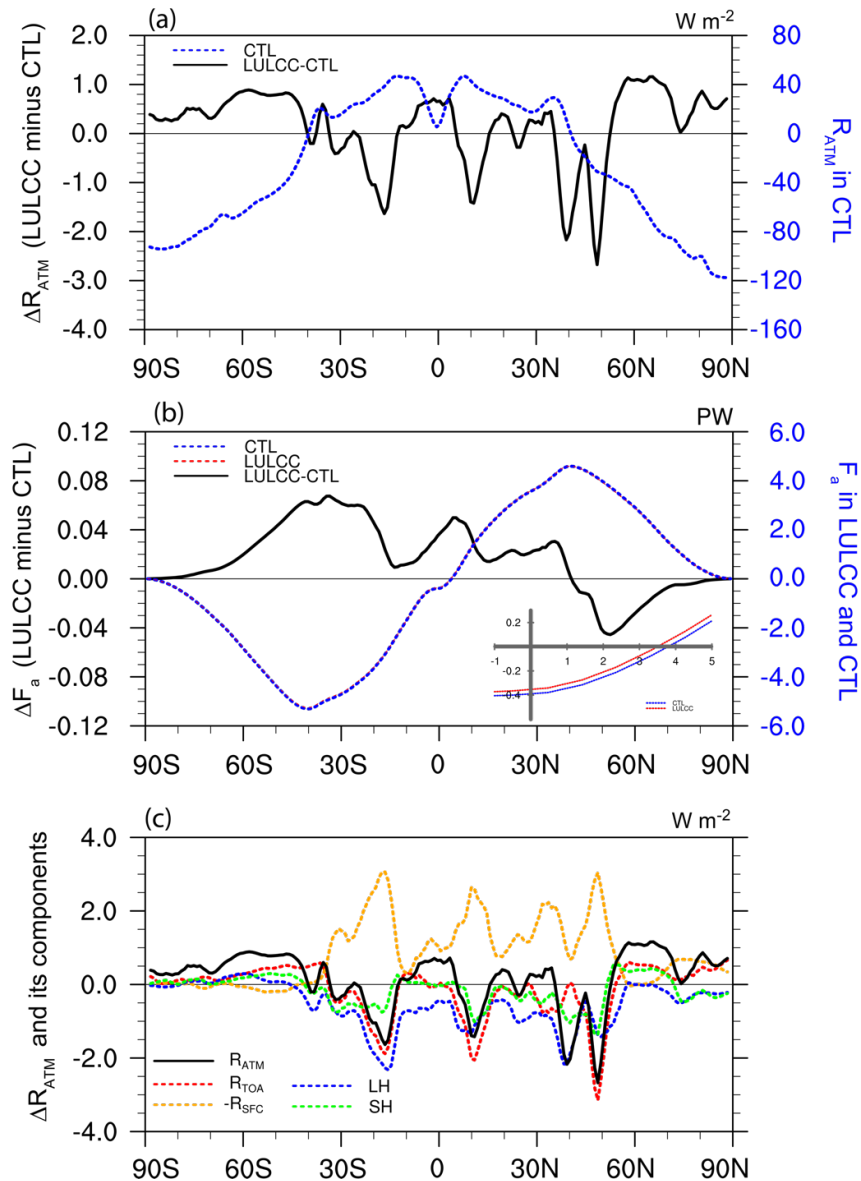 (a)
W m-2
CTL
LULCC-CTL
2.0
1.0
0.0
-1.0
-2.0
-3.0
-4.0
ΔR_ATM (LULCC minus CTL)
80
40
0
-40
-80
-120
-160
R_ATM in CTL
90S 60S 30S 0 30N 60N 90N
(b)
PW
CTL
LULCC
LULCC-CTL
0.12
0.08
0.04
0.00
-0.04
-0.08
-0.12
ΔF_a (LULCC minus CTL)
6.0
4.0
2.0
0.0
-2.0
-4.0
-6.0
F_a in LULCC and CTL
0.2
-1 1 2 3 4 5
-0.2
-0.4
CTL
LULCC
90S 60S 30S 0 30N 60N 90N
(c)
W m-2
4.0
2.0
0.0
-2.0
-4.0
ΔR_ATM and its components
R_ATM
R_TOA LH
-R_SFC SH
90S 60S 30S 0 30N 60N 90N